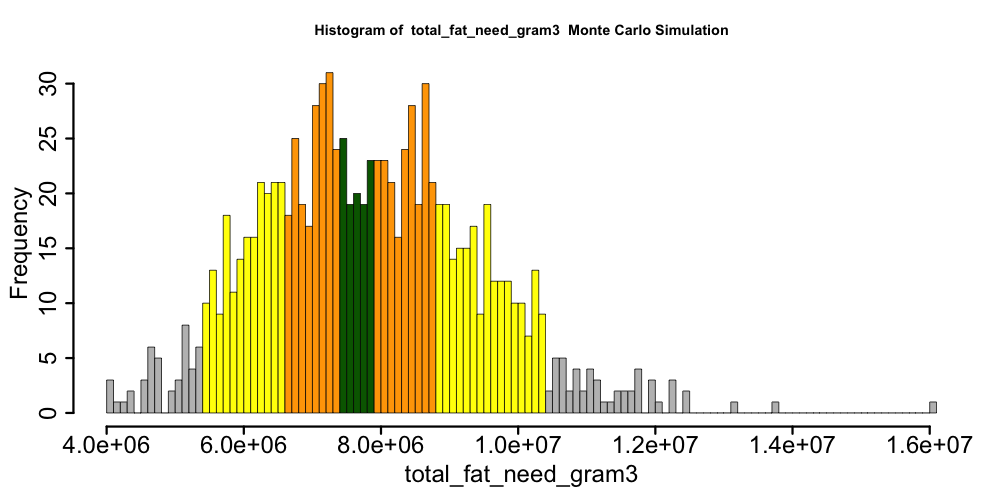 Histogram of  total_fat_need_gram3  Monte Carlo Simulation
Frequency
30
25
20
15
10
5
0
4.0e+06 6.0e+06 8.0e+06 1.0e+07 1.2e+07 1.4e+07 1.6e+07
total_fat_need_gram3